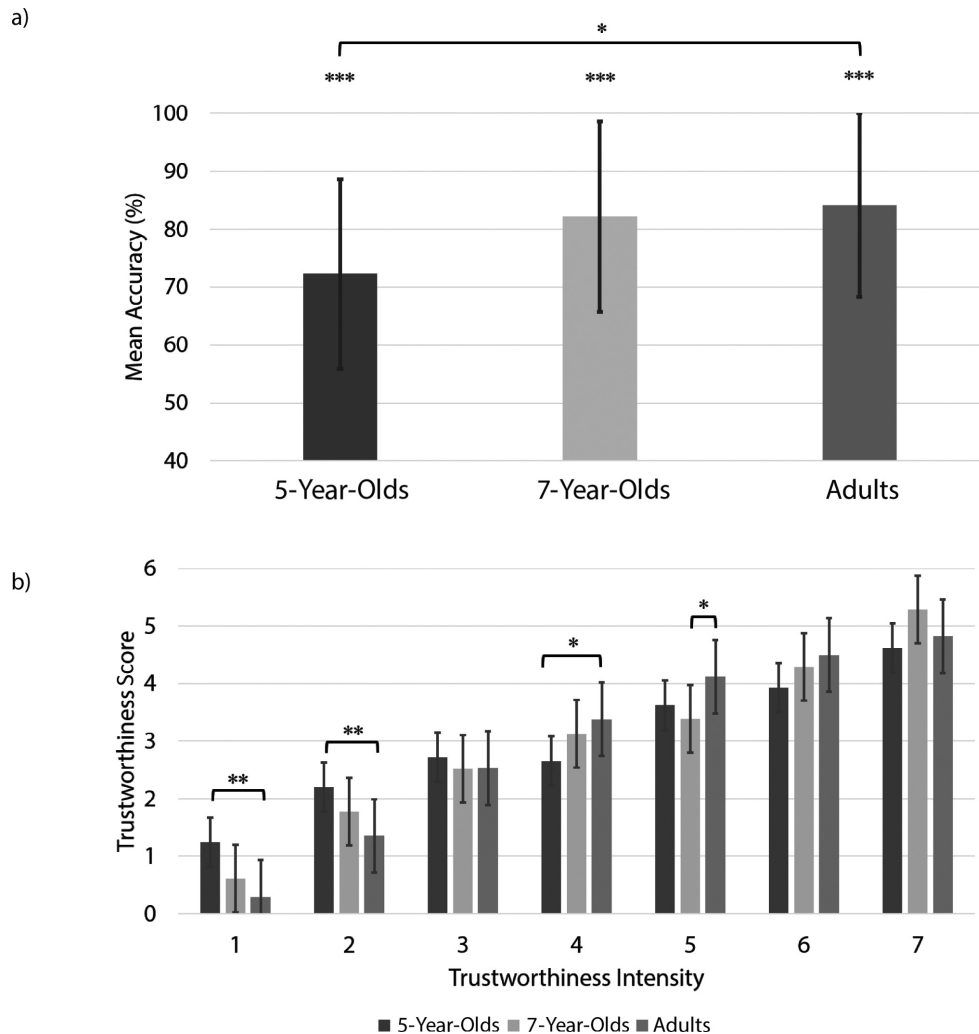 a)
*
*** *** ***
100
90
80
70
60
50
40
Mean Accuracy (%)
5-Year-Olds 7-Year-Olds Adults
b)
6
5
4
3
2
1
0
Trustworthiness Score
** ** * *
1 2 3 4 5 6 7
Trustworthiness Intensity
5-Year-Olds 7-Year-Olds Adults